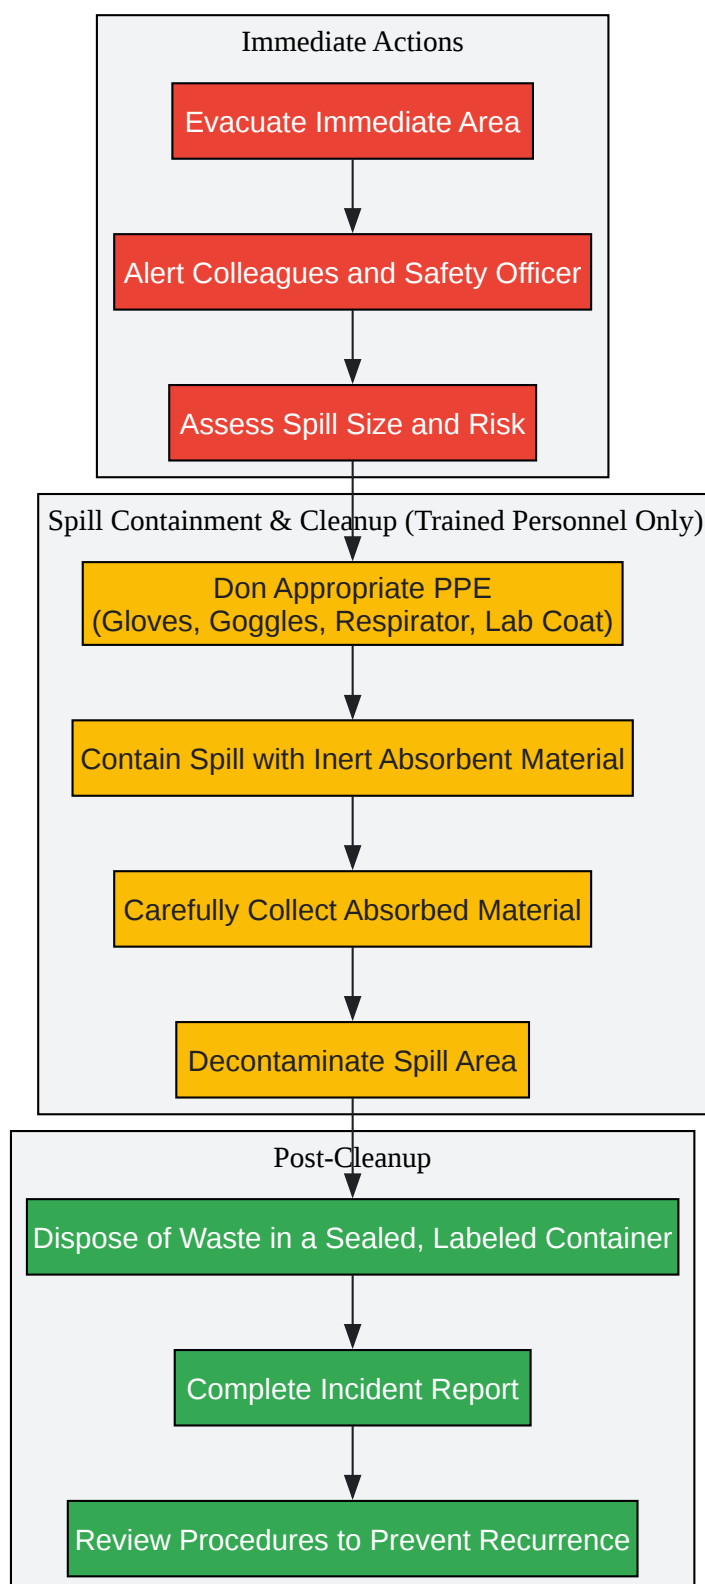 Immediate Actions
Evacuate Immediate Area
Alert Colleagues and Safety Officer
Assess Spill Size and Risk
Spill Containment & Cleanup (Trained Personnel Only)
Don Appropriate PPE
(Gloves, Goggles, Respirator, Lab Coat)
Contain Spill with Inert Absorbent Material
Carefully Collect Absorbed Material
Decontaminate Spill Area
Post-Cleanup
Dispose of Waste in a Sealed, Labeled Container
Complete Incident Report
Review Procedures to Prevent Recurrence